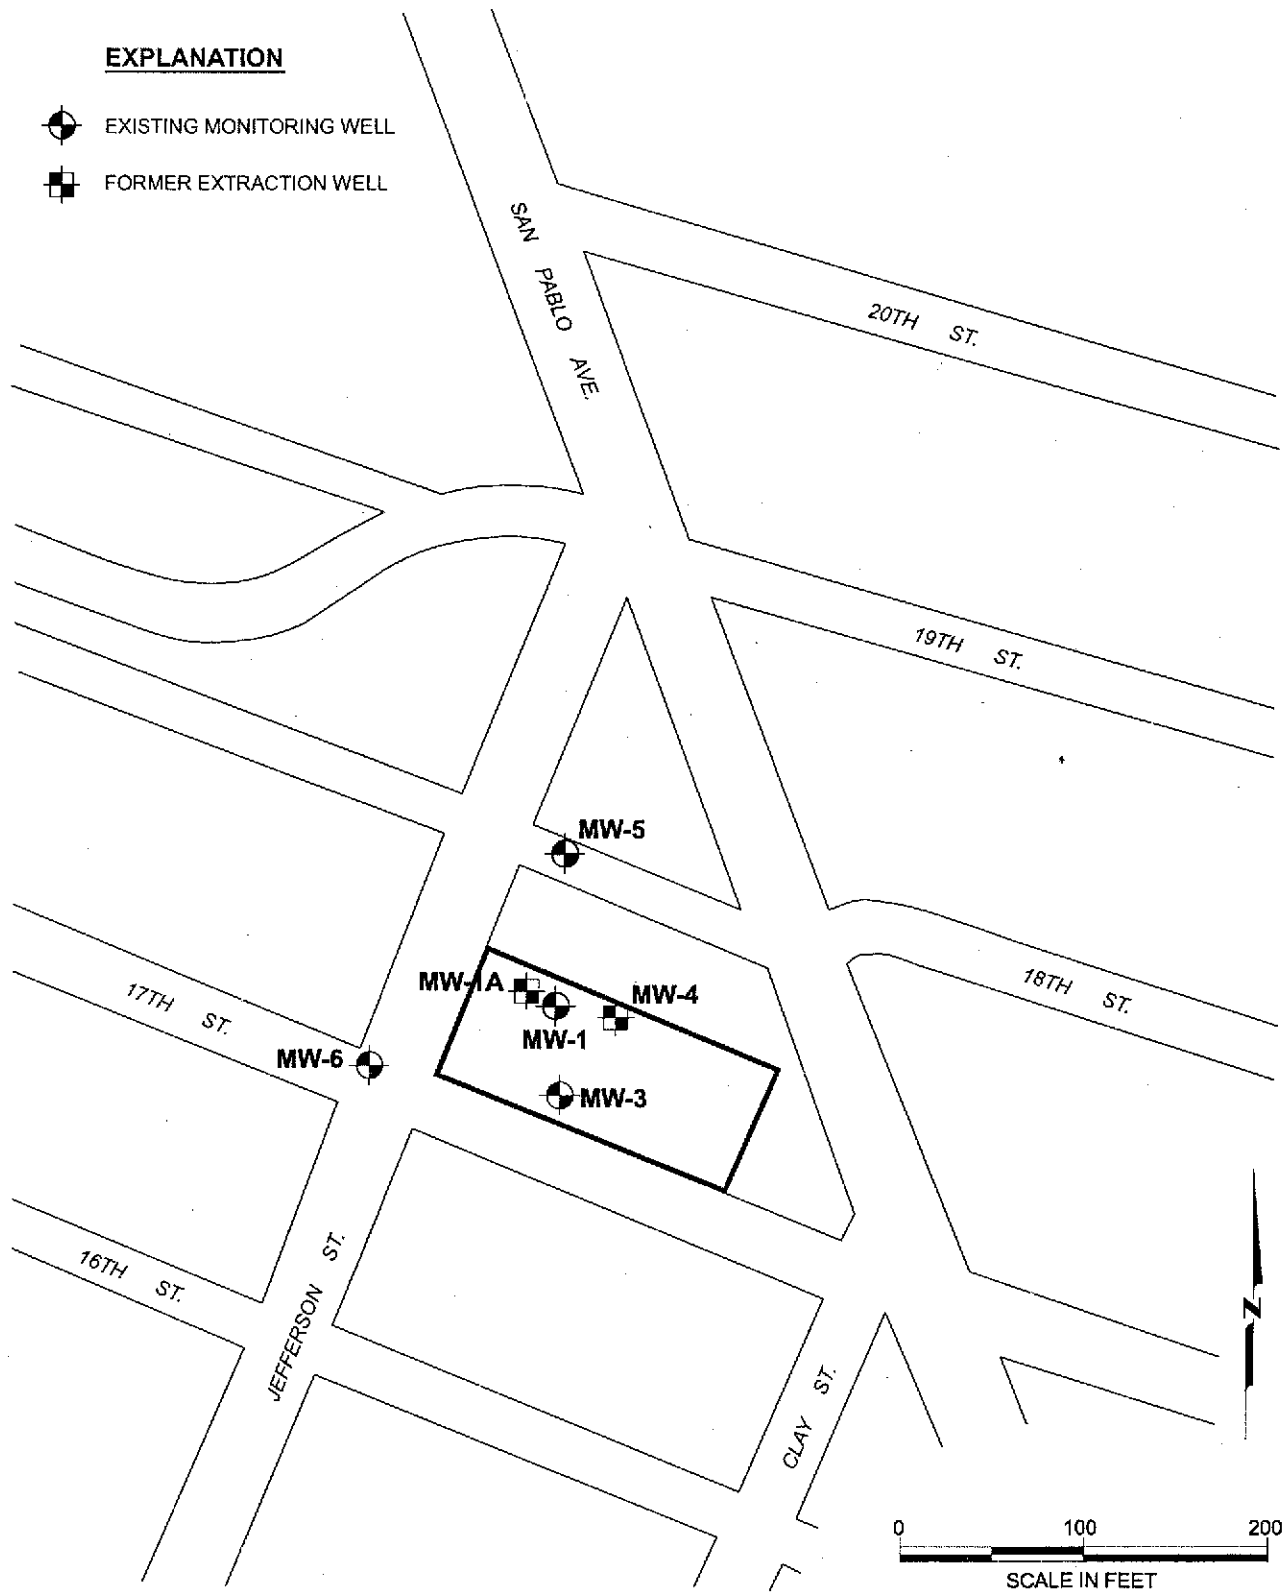 EXPLANATION
EXISTING MONITORING WELL
FORMER EXTRACTION WELL
SAN PABLO AVE.
20TH ST.
19TH ST.
MW-5
MW-1A
MW-4
MW-1
18TH ST.
17TH ST.
MW-6
MW-3
16TH ST.
JEFFERSON ST.
CLAY ST.
N
0 100 200
SCALE IN FEET